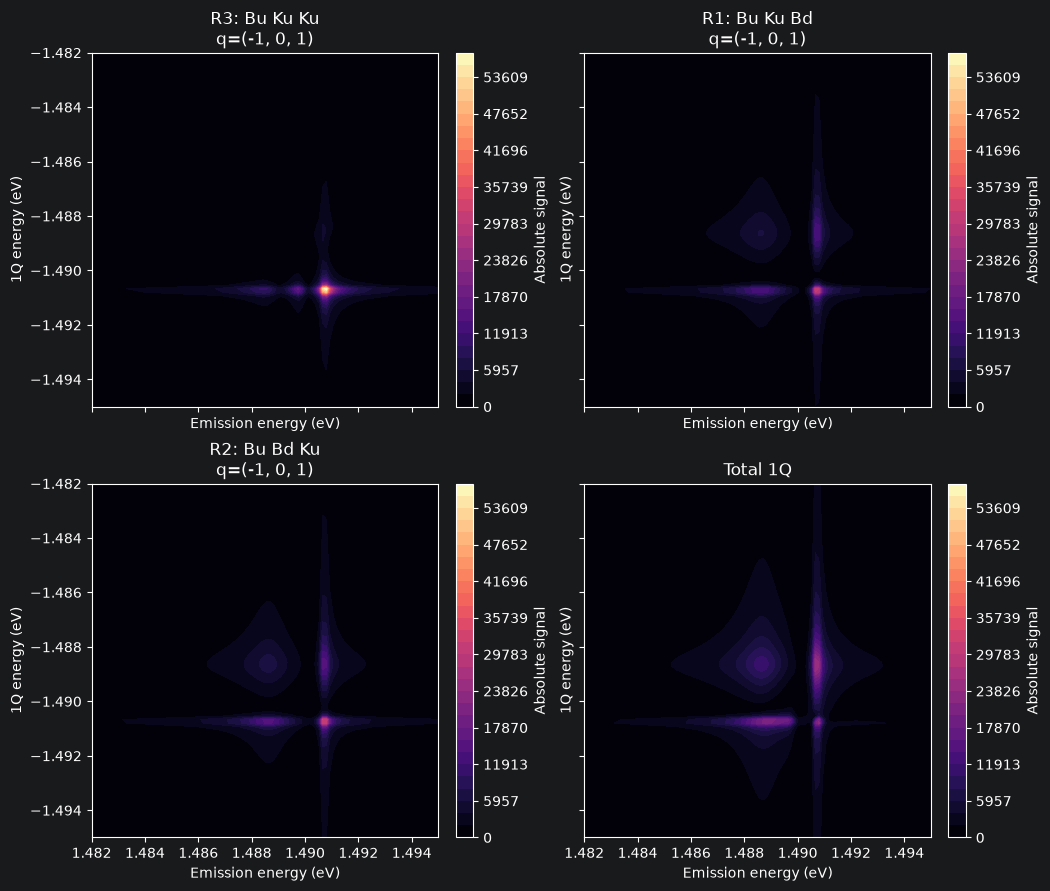 R3: Bu Ku Ku
q=(-1, 0, 1)
−1.482
−1.484
−1.486
−1.488
−1.490
−1.492
−1.494
1Q energy (eV)
Emission energy (eV)
53609
47652
41696
35739
29783
23826
17870
11913
5957
0
Absolute signal
R1: Bu Ku Bd
q=(-1, 0, 1)
1Q energy (eV)
Emission energy (eV)
53609
47652
41696
35739
29783
23826
17870
11913
5957
0
Absolute signal
R2: Bu Bd Ku
q=(-1, 0, 1)
−1.482
−1.484
−1.486
−1.488
−1.490
−1.492
−1.494
1Q energy (eV)
1.482 1.484 1.486 1.488 1.490 1.492 1.494
Emission energy (eV)
53609
47652
41696
35739
29783
23826
17870
11913
5957
0
Absolute signal
Total 1Q
1Q energy (eV)
1.482 1.484 1.486 1.488 1.490 1.492 1.494
Emission energy (eV)
53609
47652
41696
35739
29783
23826
17870
11913
5957
0
Absolute signal